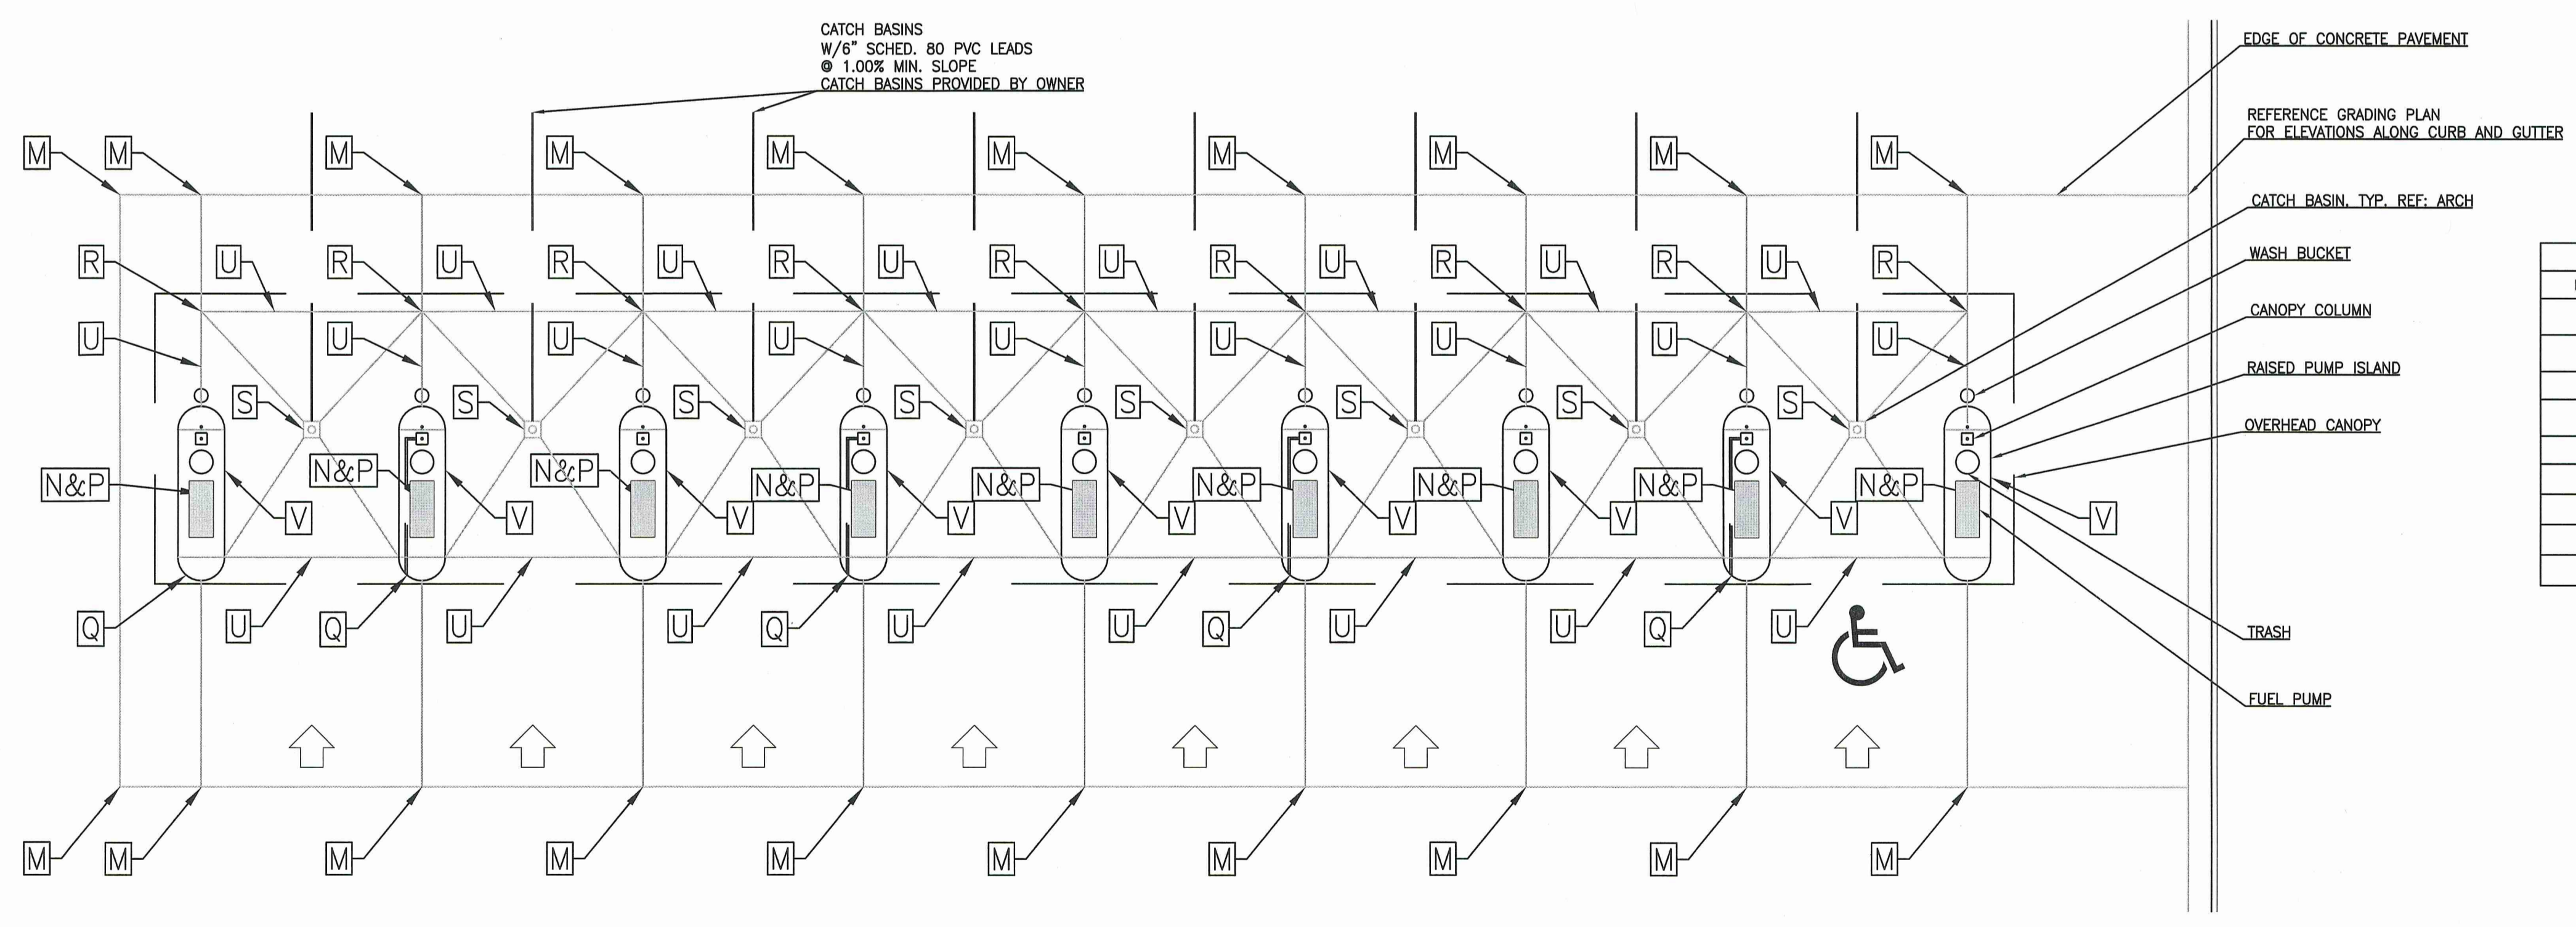 CATCH BASINS
W/6" SCHED. 80 PVC LEADS
@ 1.00% MIN. SLOPE
CATCH BASINS PROVIDED BY OWNER
EDGE OF CONCRETE PAVEMENT
REFERENCE GRADING PLAN
FOR ELEVATIONS ALONG CURB AND GUTTER
M M M M M M M M M M
CATCH BASIN. TYP. REF: ARCH
WASH BUCKET
R U R U R U R U R U R U R U R U R
CANOPY COLUMN
U U U U U U U U U
RAISED PUMP ISLAND
S S S S S S S S
OVERHEAD CANOPY
N&P N&P N&P N&P N&P N&P N&P N&P N&P
V V V V V V V V V
Q U Q U U Q U U Q U U Q U
TRASH
FUEL PUMP
M M M M M M M M M M